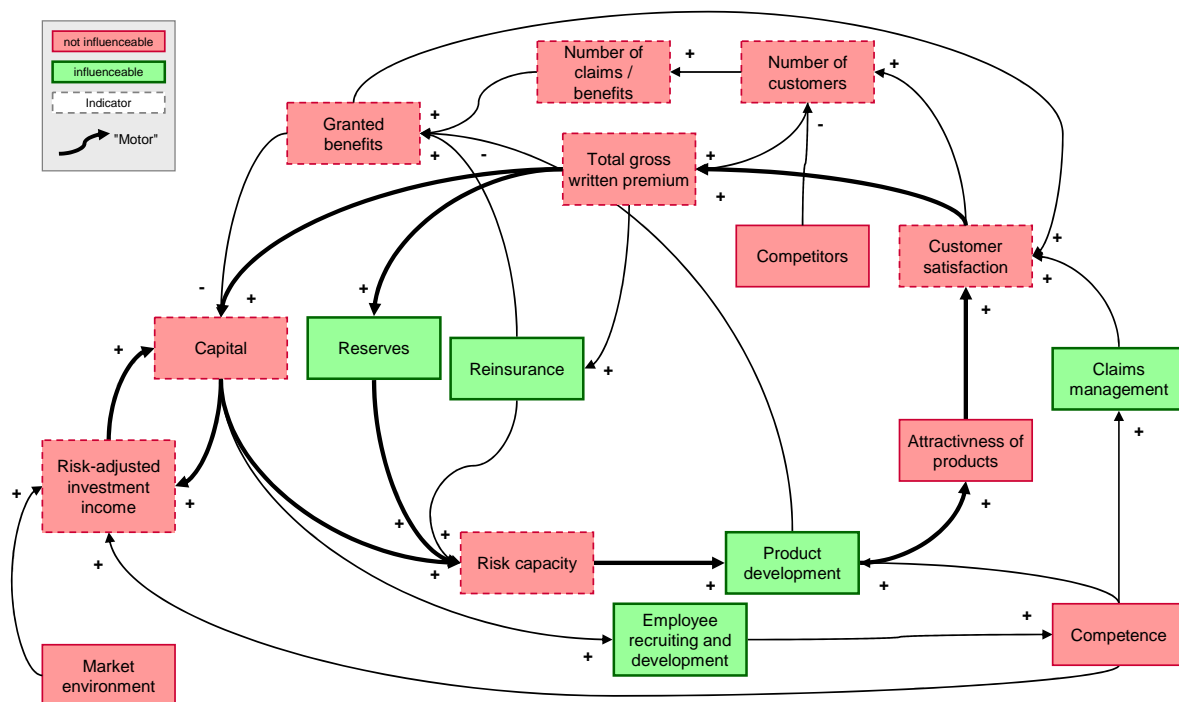 not influenceable
influenceable
Indicator
"Motor"
Number of
claims /
benefits
+
Number of
customers
+
Granted
benefits
+
+
-
Total gross
written premium
+
-
+
Competitors
Customer
satisfaction
+
+
-
+
Capital
+
Reserves
Reinsurance
+
+
Claims
management
+
Risk-adjusted
investment
income
+
+
+
Attractivness of
products
+
+
+
+
+
+
Risk capacity
+
Product
development
+
Employee
recruiting and
development
+
+
Competence
Market
environment